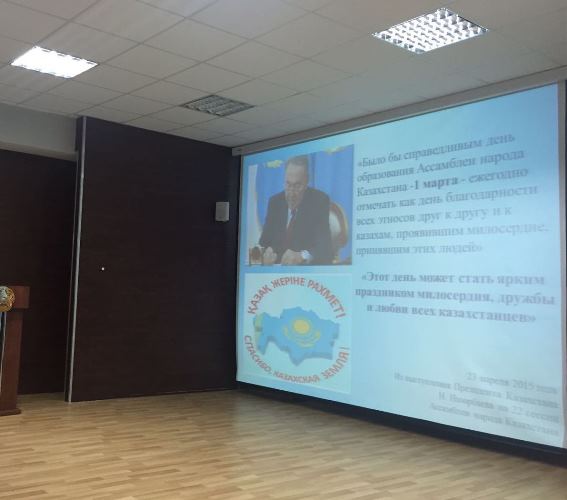 «Было бы справедливым день
образования Ассамблеи народа
Казахстана -1 марта - ежегодно
отмечать как день благодарности
всех этносов друг к другу и к
казахам, проявившим милосердие,
принявшим этих людей»
«Этот день может стать ярким
праздником милосердия, дружбы
и любви всех казахстанцев»
23 апреля 2015 года
Из выступления Президента Казахстана
Н. Назарбаева на 22 сессии
Ассамблеи народа Казахстана
ҚАЗАҚ ЖЕРІНЕ РАХМЕТ!
СПАСИБО, КАЗАХСКАЯ ЗЕМЛЯ!